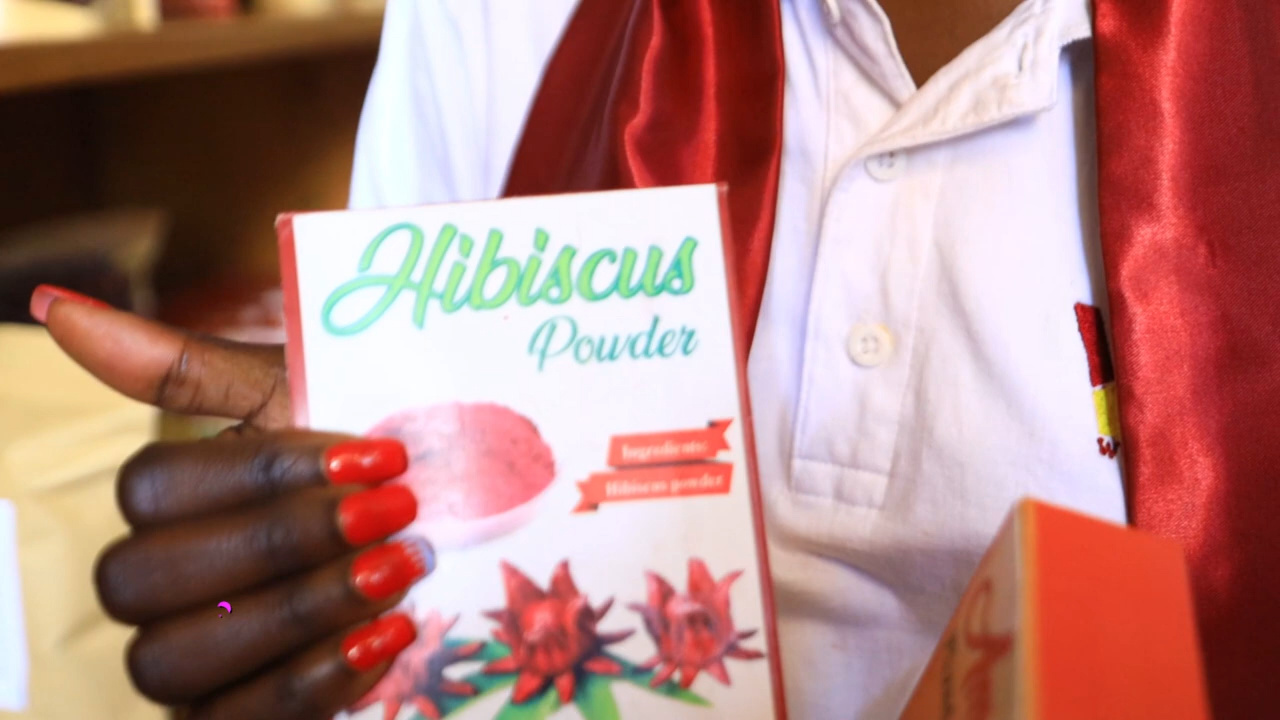 Hibiscus
Powder
Ingredients:
Hibiscus powder